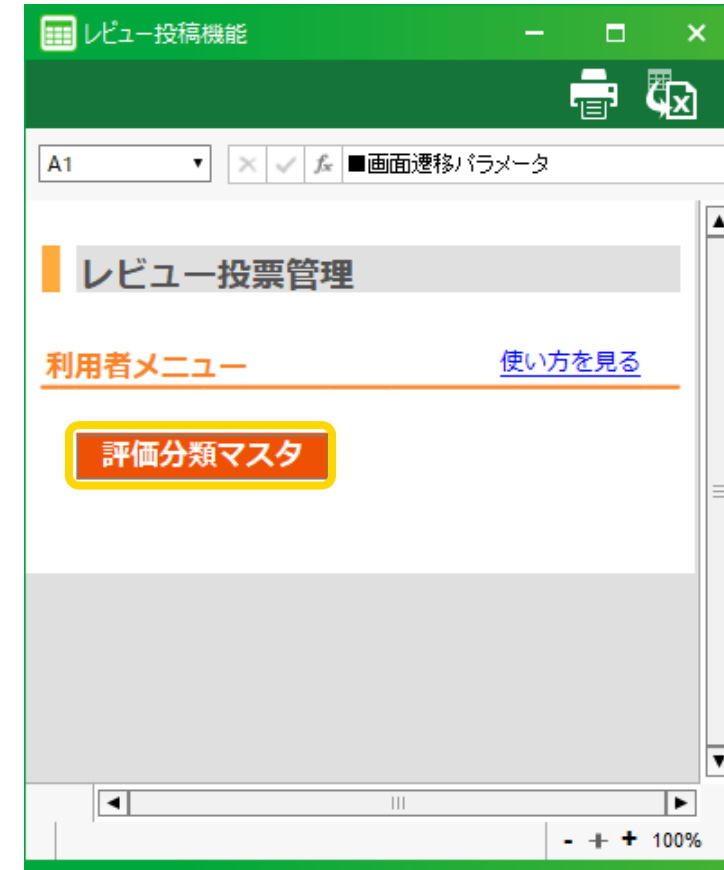 レビュー投稿機能
A1
fx ■画面遷移パラメータ
レビュー投票管理
利用者メニュー 使い方を見る
評価分類マスタ
- + + 100%